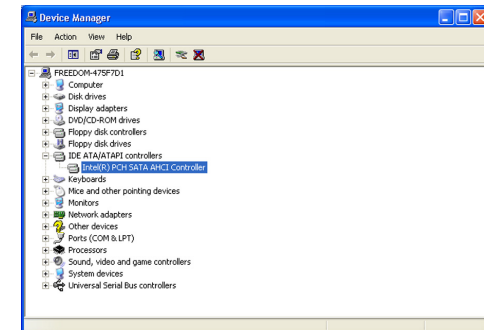 Device Manager
File Action View Help
FREEDOM-475F7D1
Computer
Disk drives
Display adapters
DVD/CD-ROM drives
Floppy disk controllers
Floppy disk drives
IDE ATA/ATAPI controllers
Intel(R) PCH SATA AHCI Controller
Keyboards
Mice and other pointing devices
Monitors
Network adapters
Other devices
Ports (COM & LPT)
Processors
Sound, video and game controllers
System devices
Universal Serial Bus controllers